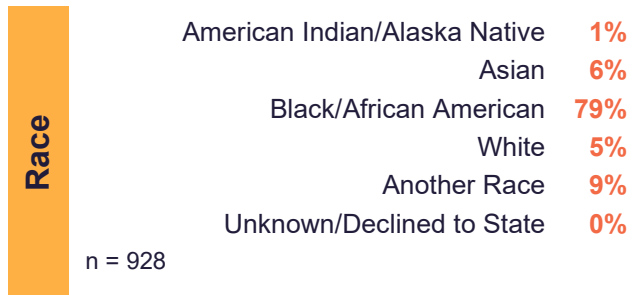 Race
American Indian/Alaska Native 1%
Asian 6%
Black/African American 79%
White 5%
Another Race 9%
Unknown/Declined to State 0%
n = 928